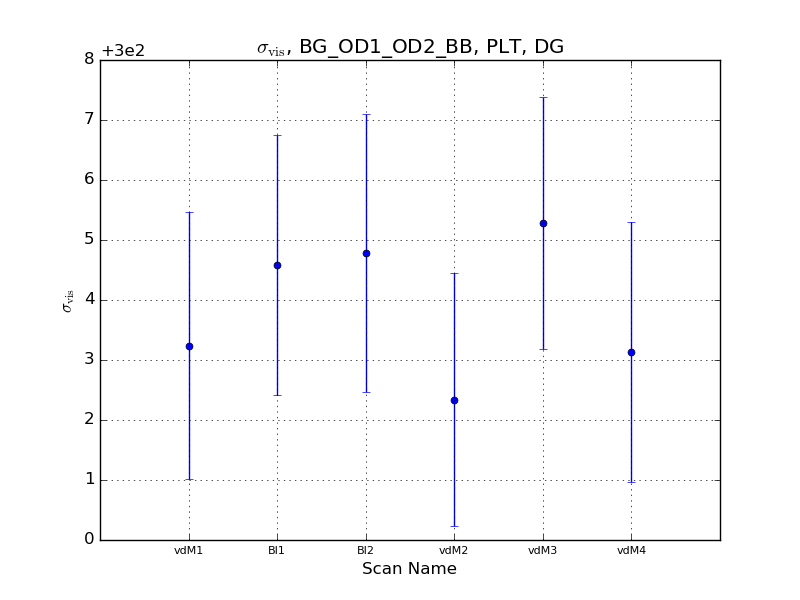 +3e2
σvis, BG_OD1_OD2_BB, PLT, DG
8
7
6
5
4
3
2
1
0
σvis
vdM1 BI1 BI2 vdM2 vdM3 vdM4
Scan Name